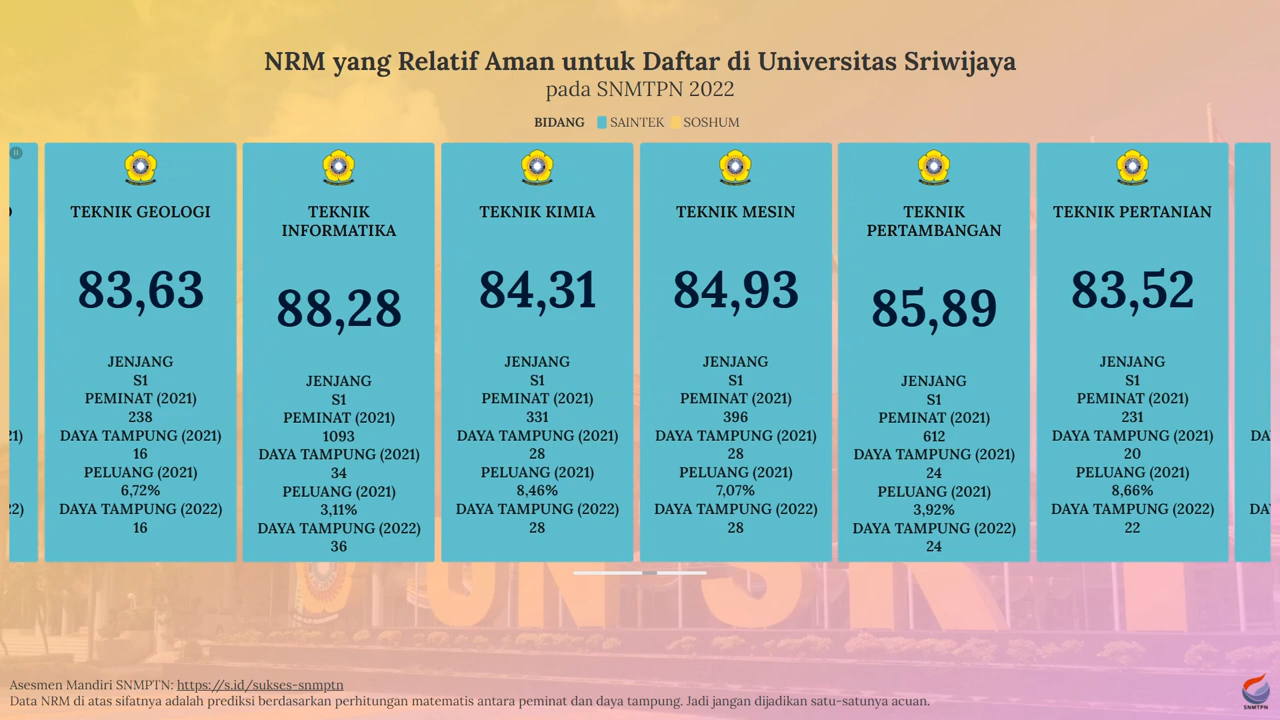 NRM yang Relatif Aman untuk Daftar di Universitas Sriwijaya
pada SNMTPN 2022
BIDANG SAINTEK SOSHUM
TEKNIK GEOLOGI
83,63
JENJANG
S1
PEMINAT (2021)
238
DAYA TAMPUNG (2021)
16
PELUANG (2021)
6,72%
DAYA TAMPUNG (2022)
16
TEKNIK
INFORMATIKA
88,28
JENJANG
S1
PEMINAT (2021)
1093
DAYA TAMPUNG (2021)
34
PELUANG (2021)
3,11%
DAYA TAMPUNG (2022)
36
TEKNIK KIMIA
84,31
JENJANG
S1
PEMINAT (2021)
331
DAYA TAMPUNG (2021)
28
PELUANG (2021)
8,46%
DAYA TAMPUNG (2022)
28
TEKNIK MESIN
84,93
JENJANG
S1
PEMINAT (2021)
396
DAYA TAMPUNG (2021)
28
PELUANG (2021)
7,07%
DAYA TAMPUNG (2022)
28
TEKNIK
PERTAMBANGAN
85,89
JENJANG
S1
PEMINAT (2021)
612
DAYA TAMPUNG (2021)
24
PELUANG (2021)
3,92%
DAYA TAMPUNG (2022)
24
TEKNIK PERTANIAN
83,52
JENJANG
S1
PEMINAT (2021)
231
DAYA TAMPUNG (2021)
20
PELUANG (2021)
8,66%
DAYA TAMPUNG (2022)
22
UNSRI
Asesmen Mandiri SNMPTN: https://s.id/sukses-snmptn
Data NRM di atas sifatnya adalah prediksi berdasarkan perhitungan matematis antara peminat dan daya tampung. Jadi jangan dijadikan satu-satunya acuan.
SNMTPN